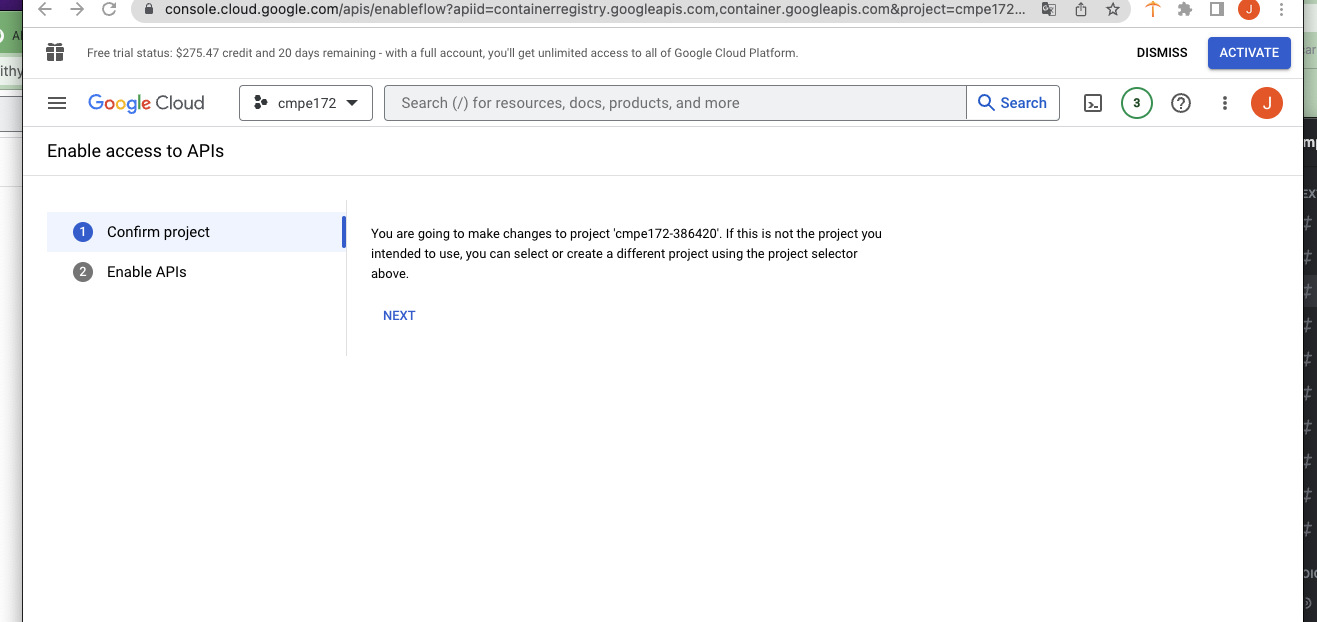 console.cloud.google.com/apis/enableflow?apiid=containerregistry.googleapis.com,container.googleapis.com&project=cmpe172...
J
Free trial status: $275.47 credit and 20 days remaining - with a full account, you'll get unlimited access to all of Google Cloud Platform.
DISMISS
ACTIVATE
Google Cloud
cmpe172
Search (/) for resources, docs, products, and more
Search
3
J
Enable access to APIs
1 Confirm project
2 Enable APIs
You are going to make changes to project 'cmpe172-386420'. If this is not the project you
intended to use, you can select or create a different project using the project selector
above.
NEXT